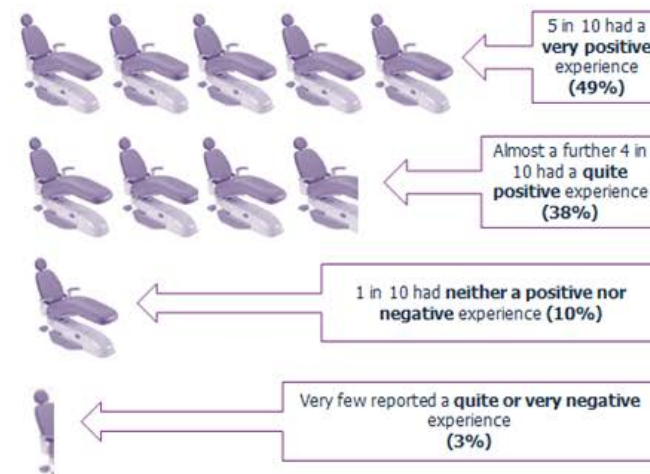 5 in 10 had a
very positive
experience
(49%)
Almost a further 4 in
10 had a quite
positive experience
(38%)
1 in 10 had neither a positive nor
negative experience (10%)
Very few reported a quite or very negative
experience
(3%)